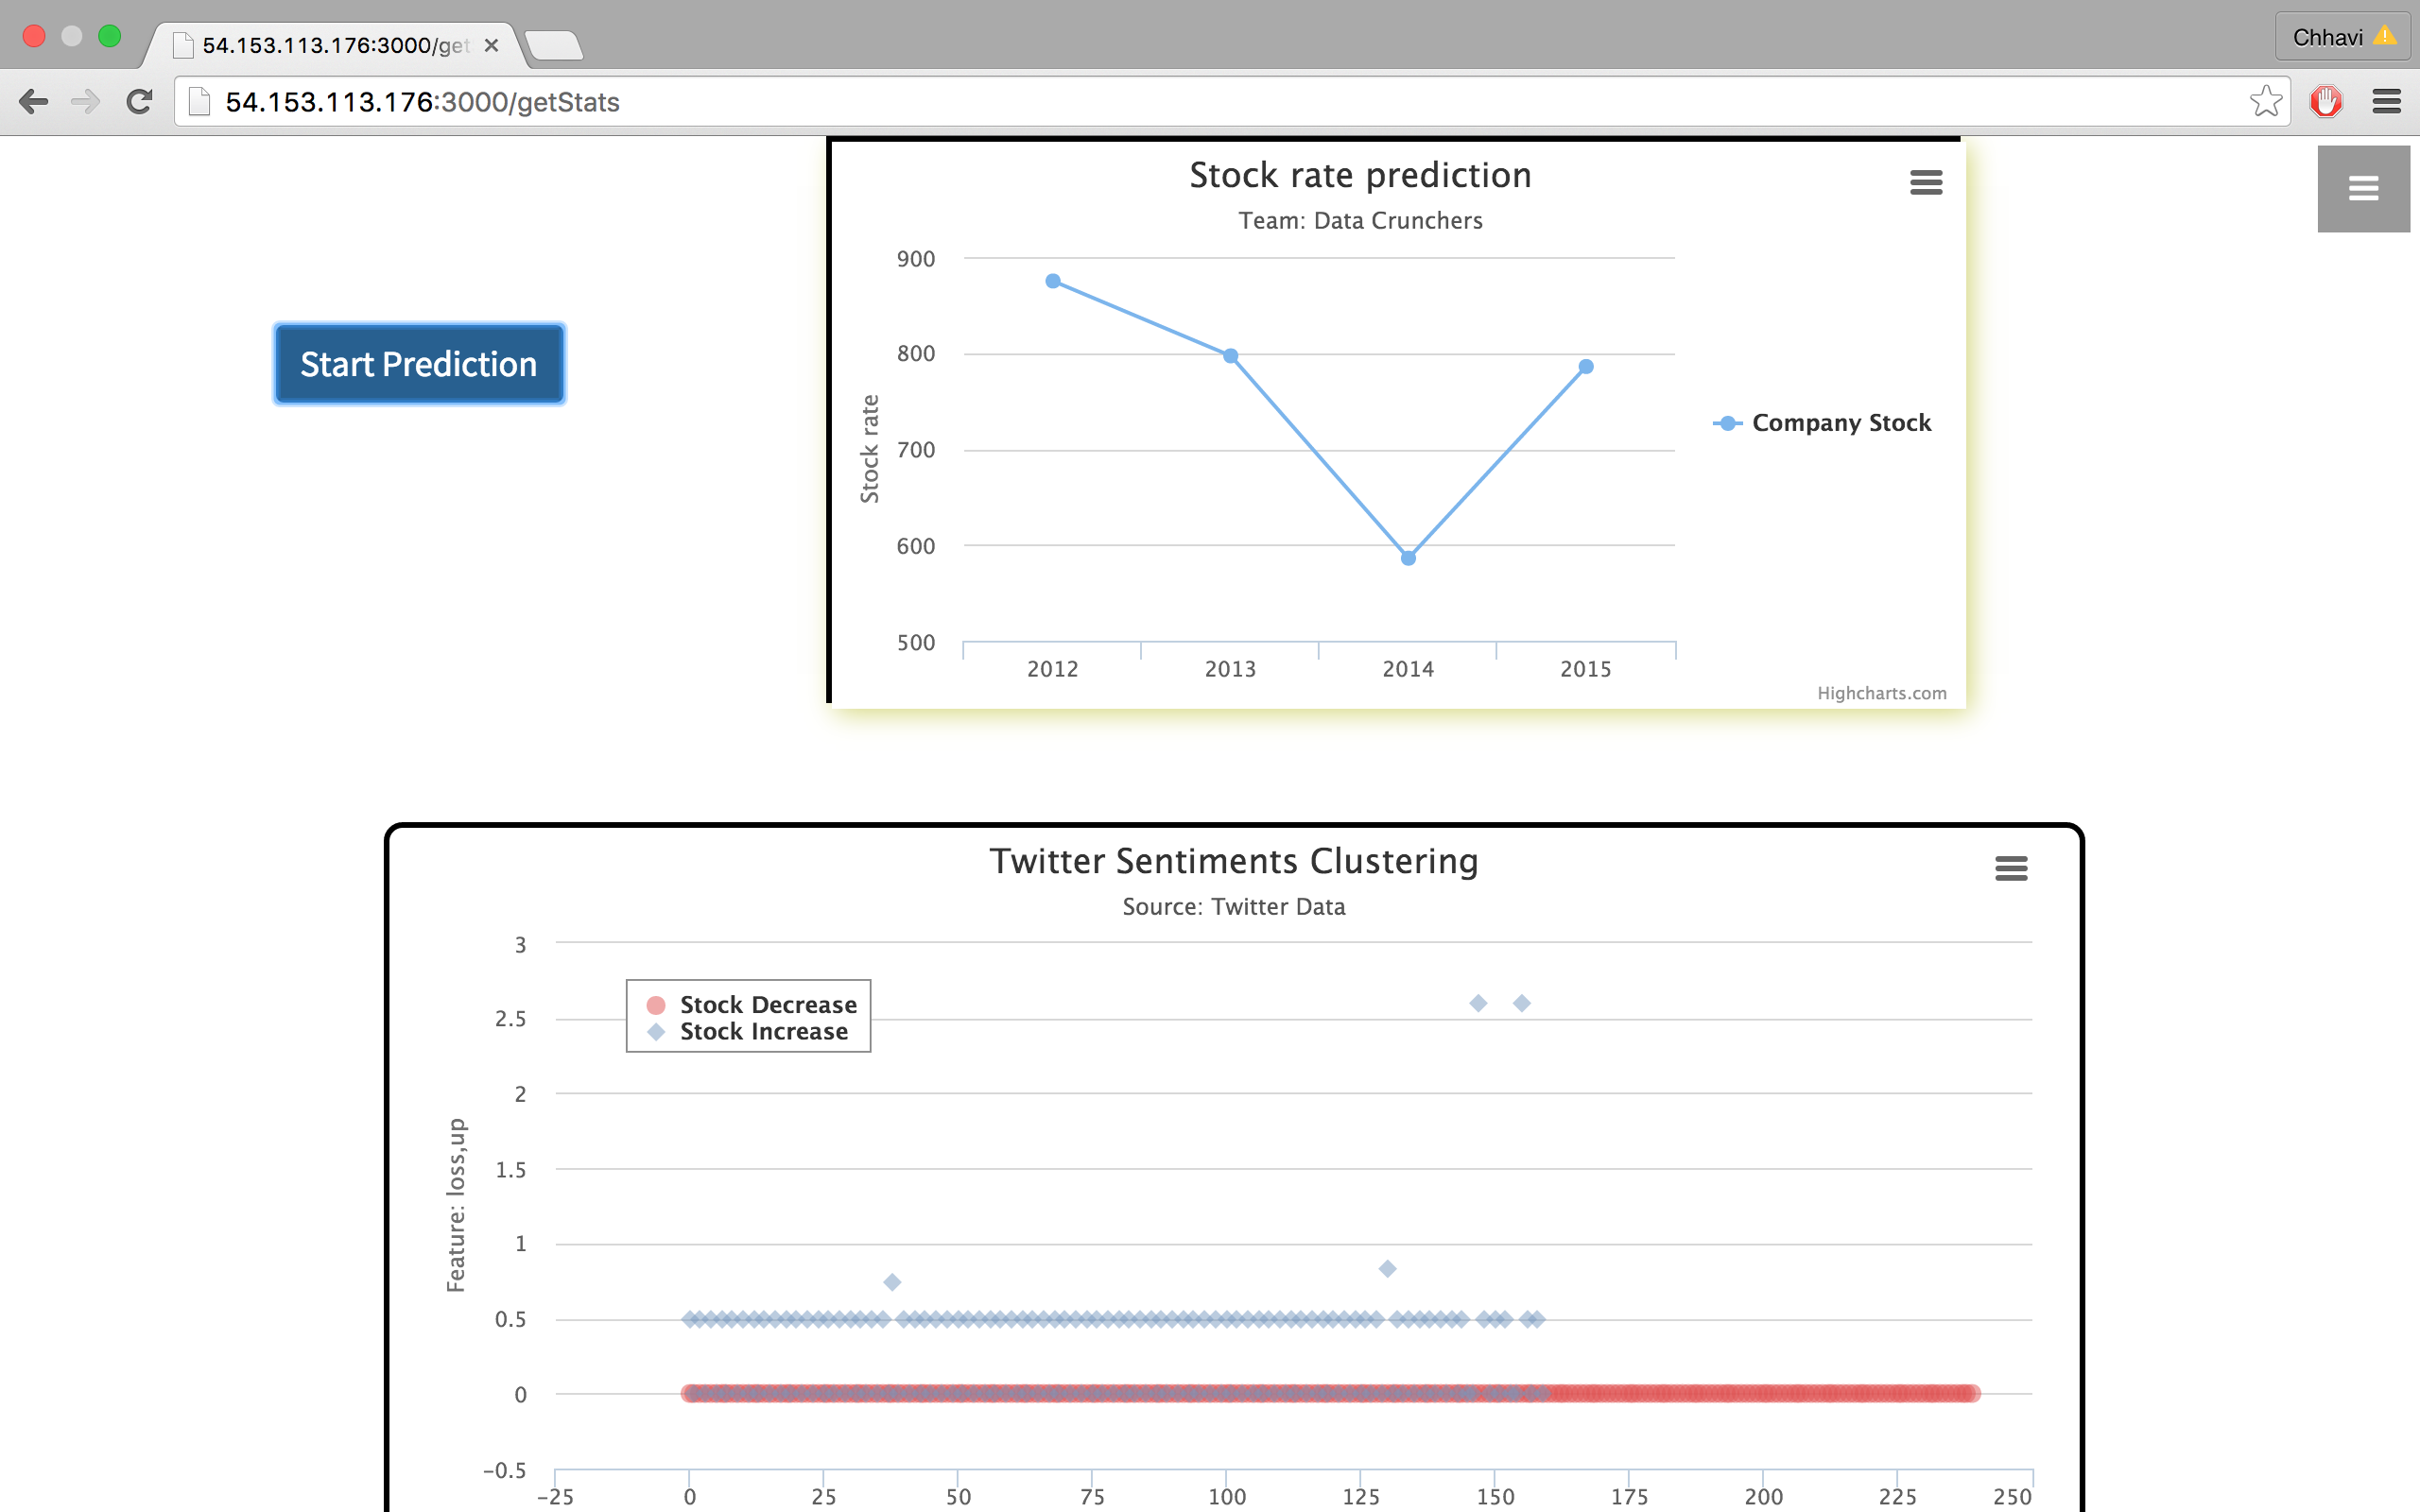 54.153.113.176:3000/get
Chhavi
54.153.113.176:3000/getStats
Start Prediction
Stock rate prediction
Team: Data Crunchers
Stock rate
900
800
700
600
500
2012 2013 2014 2015
Company Stock
Highcharts.com
Twitter Sentiments Clustering
Source: Twitter Data
Feature: loss,up
Stock Decrease
Stock Increase
3
2.5
2
1.5
1
0.5
0
-0.5
-25 0 25 50 75 100 125 150 175 200 225 250